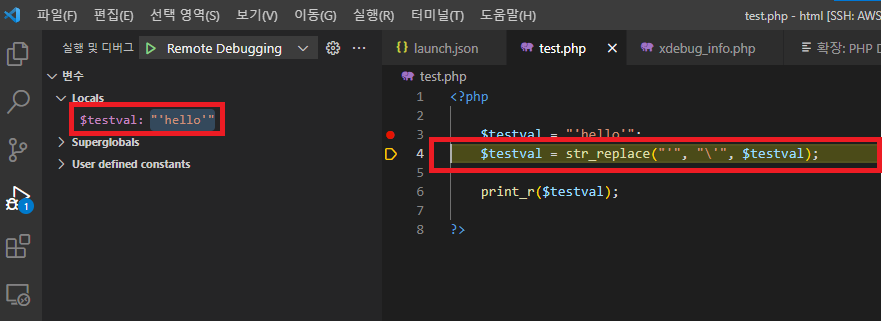 파일(F) 편집(E) 선택 영역(S) 보기(V) 이동(G) 실행(R) 터미널(T) 도움말(H) test.php - html [SSH: AWS
실행 및 디버그 Remote Debugging ...
변수
Locals
$testval: "'hello'"
Superglobals
User defined constants
1
{} launch.json test.php × xdebug_info.php 확장: PHP D
test.php
1 <?php
2
3 $testval = "'hello'";
4 $testval = str_replace("'", "\'", $testval);
5
6 print_r($testval);
7
8 ?>